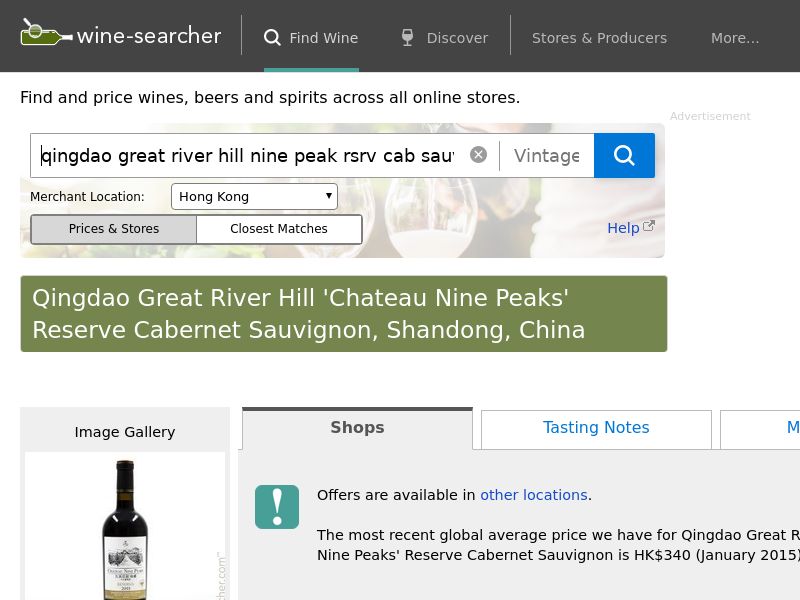 wine-searcher
Find Wine
Discover
Stores & Producers
More...
Find and price wines, beers and spirits across all online stores.
Advertisement
qingdao great river hill nine peak rsrv cab sau
Vintage
Merchant Location:
Hong Kong
Prices & Stores
Closest Matches
Help
Qingdao Great River Hill 'Chateau Nine Peaks'
Reserve Cabernet Sauvignon, Shandong, China
Image Gallery
Shops
Tasting Notes
M
Offers are available in other locations.
The most recent global average price we have for Qingdao Great R
Nine Peaks' Reserve Cabernet Sauvignon is HK$340 (January 2015)
CHATEAU NINE PEAKS
cher.com